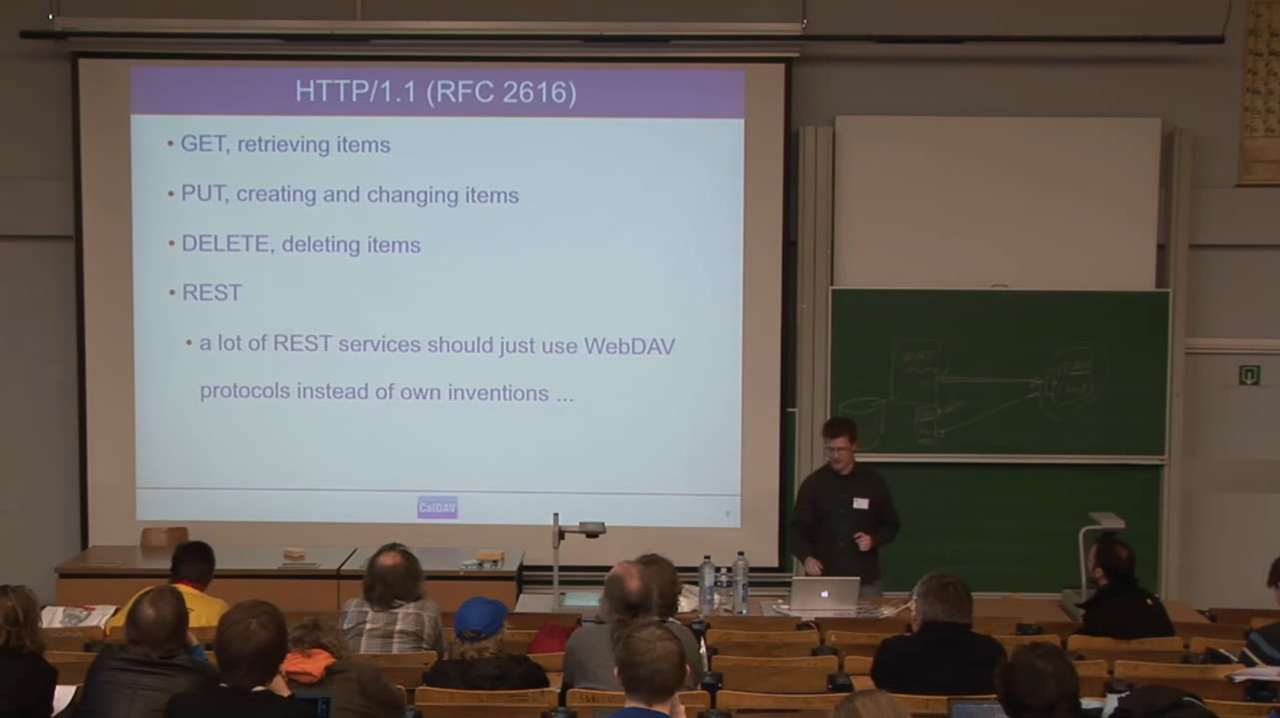 HTTP/1.1 (RFC 2616)
• GET, retrieving items
• PUT, creating and changing items
• DELETE, deleting items
• REST
• a lot of REST services should just use WebDAV
protocols instead of own inventions ...
CalDAV